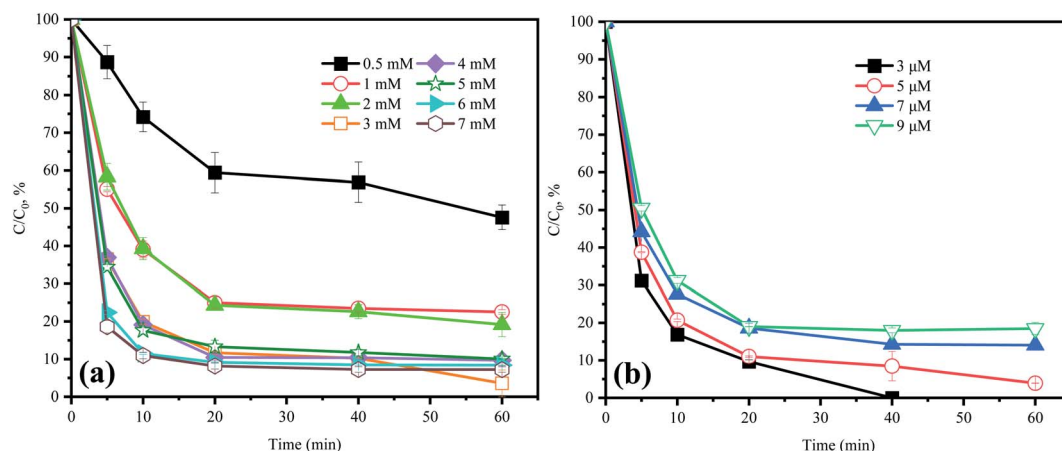 100
90
80
70
60
50
40
30
20
10
0
C/C0, %
0.5 mM
1 mM
2 mM
3 mM
4 mM
5 mM
6 mM
7 mM
(a)
0 10 20 30 40 50 60
Time (min)
100
90
80
70
60
50
40
30
20
10
0
C/C0, %
3 μM
5 μM
7 μM
9 μM
(b)
0 10 20 30 40 50 60
Time (min)